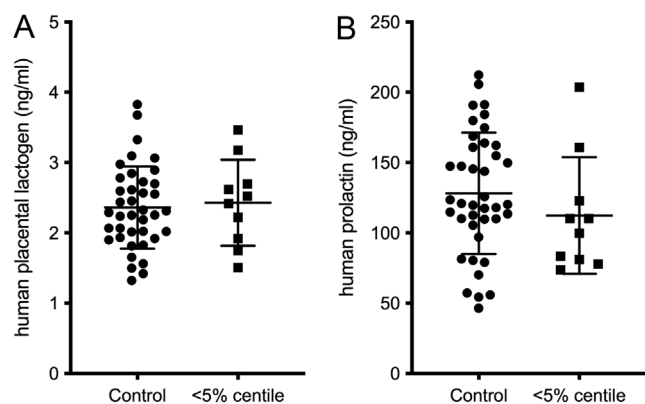 A
human placental lactogen (ng/ml)
5
4
3
2
1
0
Control
<5% centile
B
human prolactin (ng/ml)
250
200
150
100
50
0
Control
<5% centile